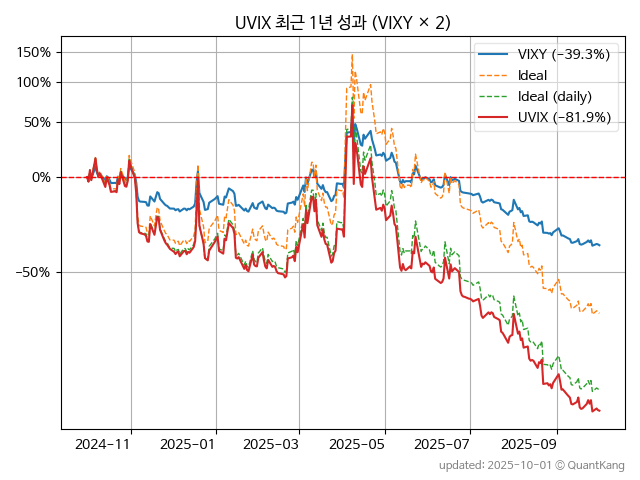 UVIX 최근 1년 성과 (VIXY × 2)
VIXY (−39.3%)
Ideal
Ideal (daily)
UVIX (−81.9%)
150%
100%
50%
0%
−50%
2024−11
2025−01
2025−03
2025−05
2025−07
2025−09
updated: 2025-10-01 © QuantKang